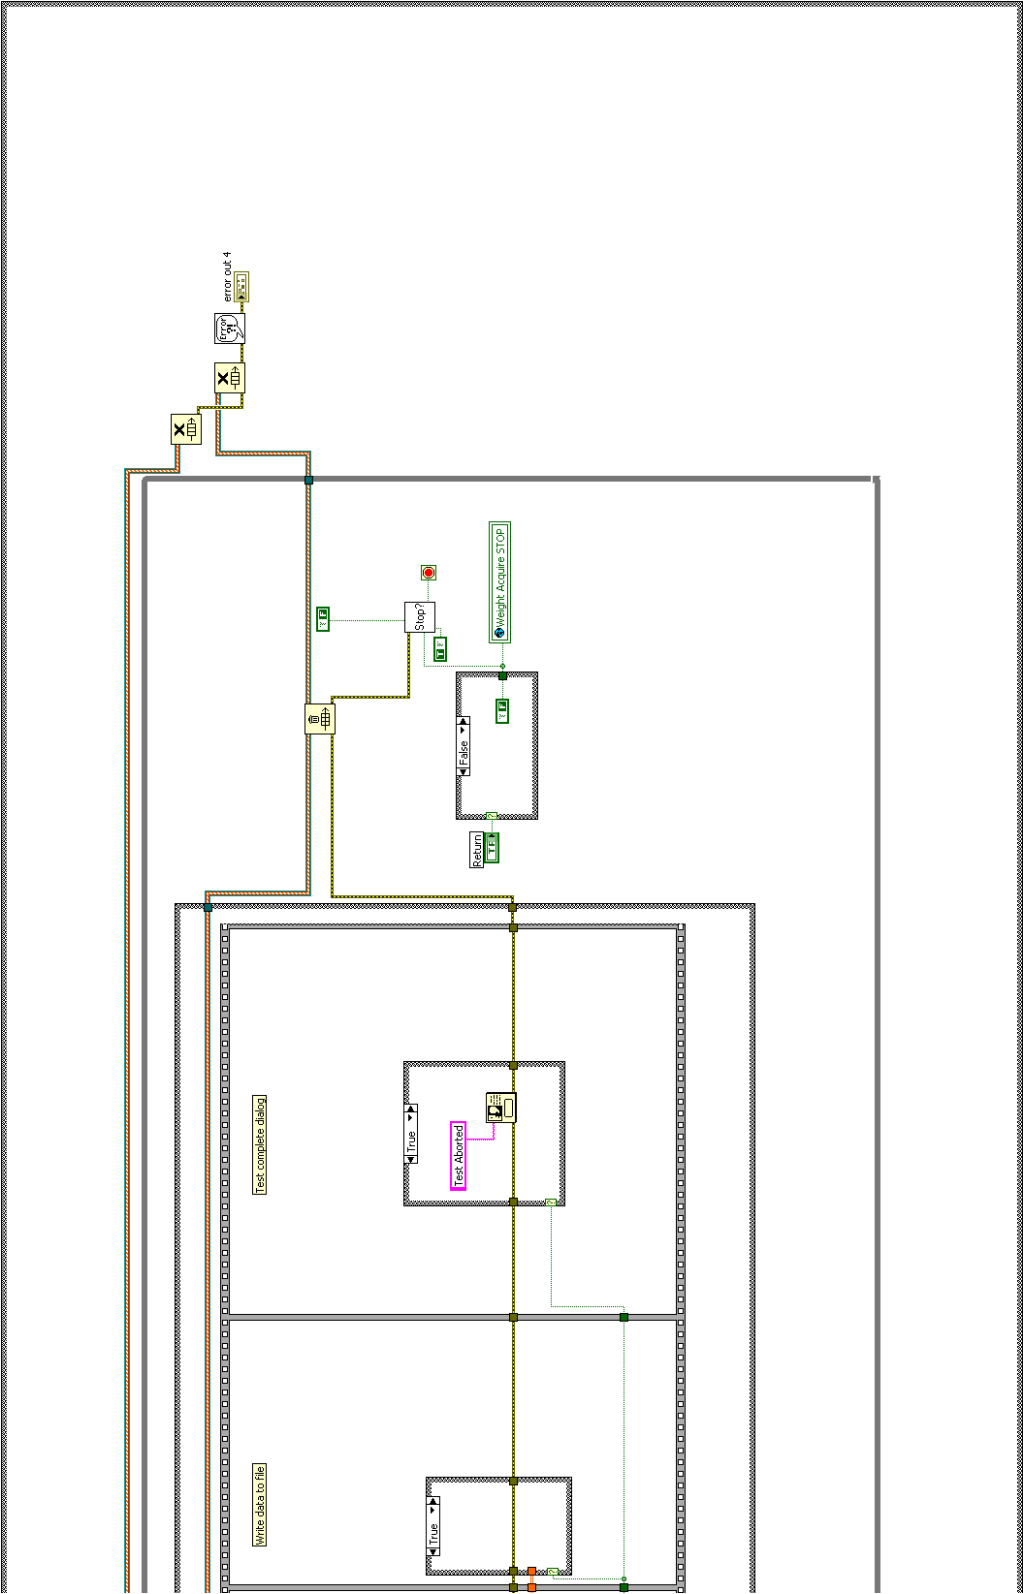 error out 4
Error
?!
Stop?
T F
Weight Acquire STOP
False
Return
T F
Test complete dialog
True
Test Aborted
Write data to file
True